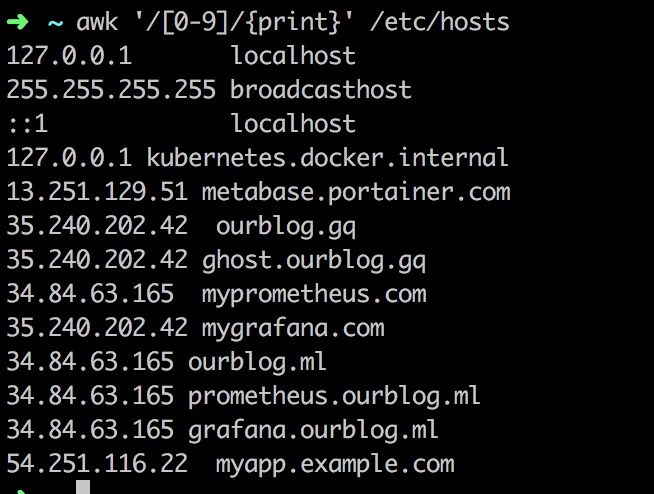 ➜ ~ awk '/[0-9]/{print}' /etc/hosts
127.0.0.1       localhost
255.255.255.255 broadcasthost
::1             localhost
127.0.0.1 kubernetes.docker.internal
13.251.129.51 metabase.portainer.com
35.240.202.42  ourblog.gq
35.240.202.42 ghost.ourblog.gq
34.84.63.165  myprometheus.com
35.240.202.42 mygrafana.com
34.84.63.165 ourblog.ml
34.84.63.165 prometheus.ourblog.ml
34.84.63.165 grafana.ourblog.ml
54.251.116.22  myapp.example.com